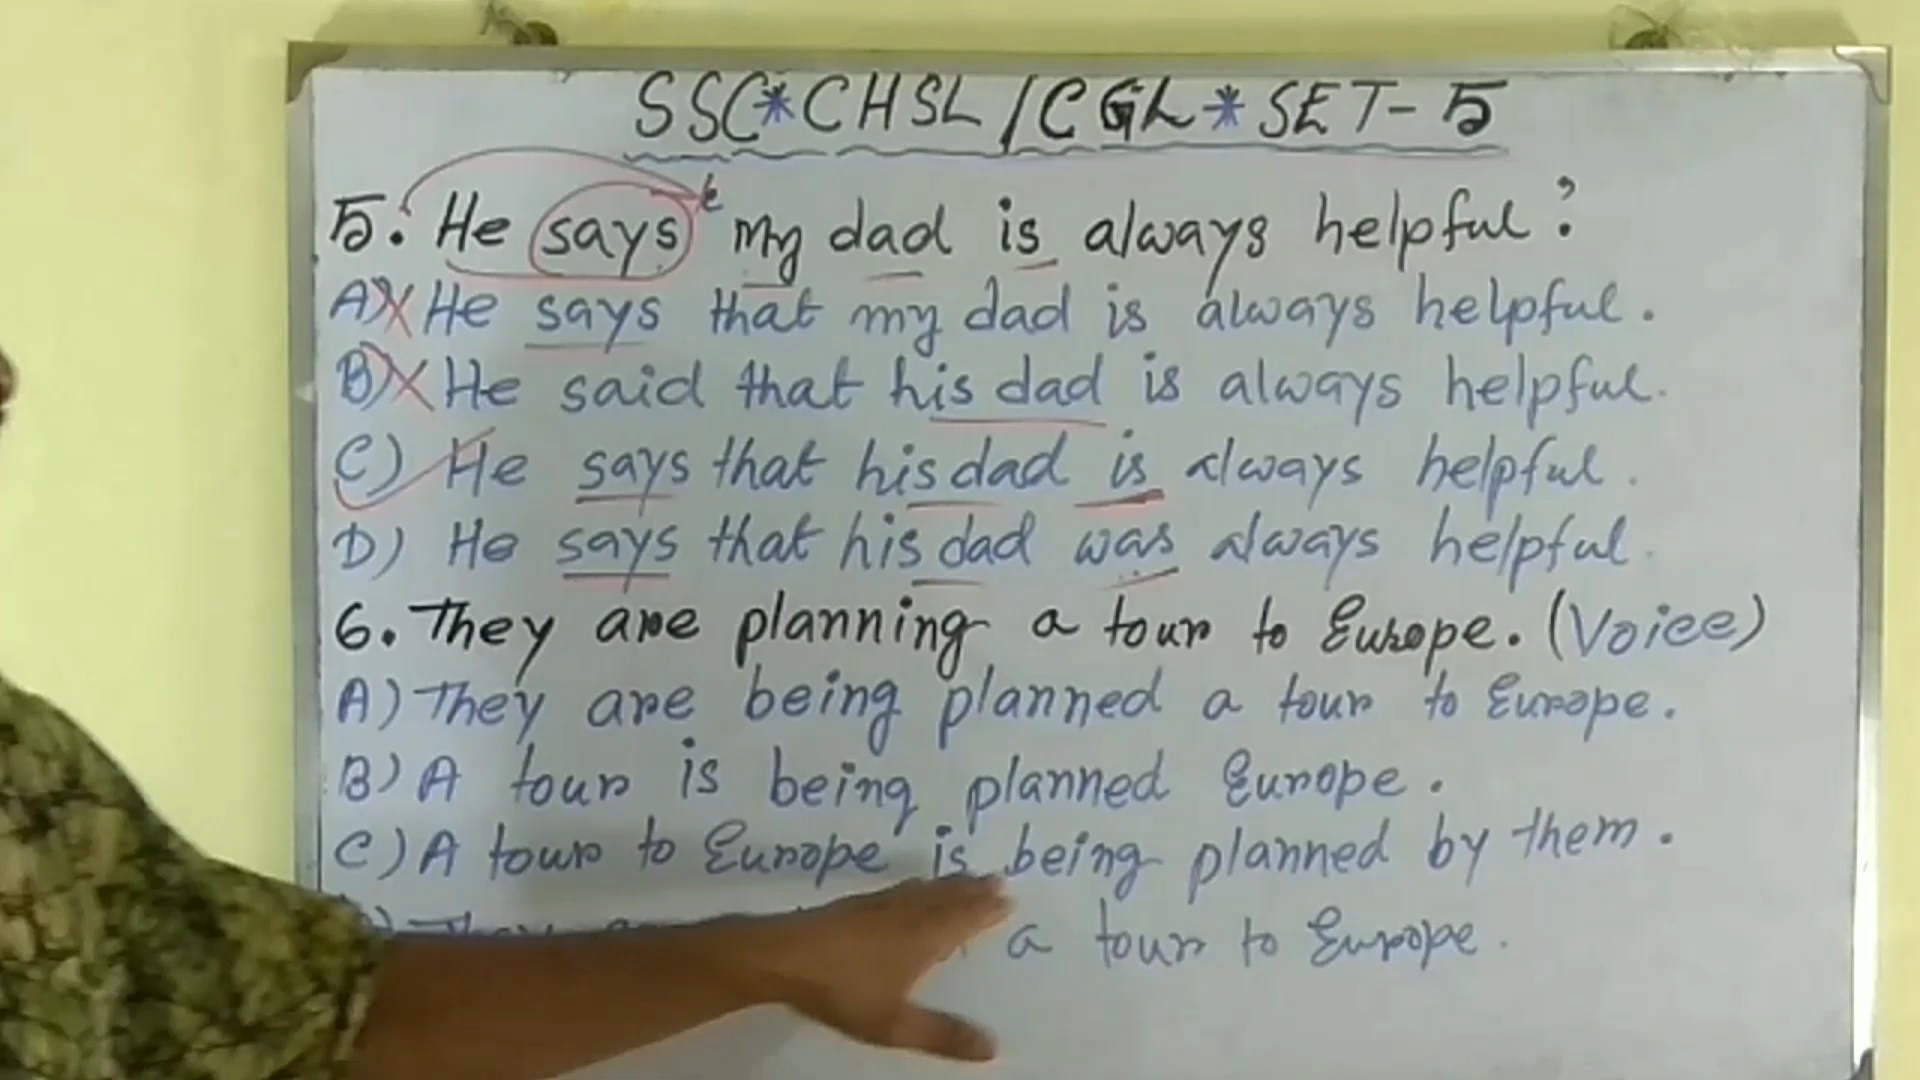 SSC*CHSL/CGL*SET-5
5. He says my dad is always helpful.
A) He says that my dad is always helpful.
B) He said that his dad is always helpful.
C) He says that his dad is always helpful.
D) He says that his dad was always helpful.
6. They are planning a tour to Europe. (Voice)
A) They are being planned a tour to Europe.
B) A tour is being planned Europe.
C) A tour to Europe is being planned by them.
They a tour to Europe.